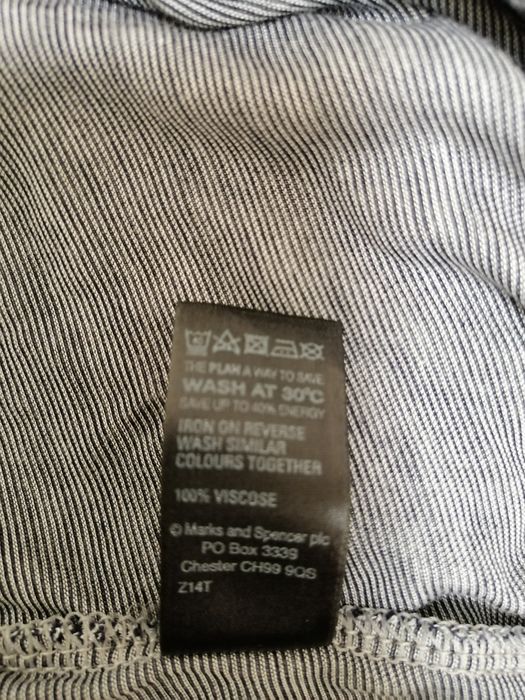 THE PLAN A WAY TO SAVE
WASH AT 30°C
SAVE UP TO 40% ENERGY
IRON ON REVERSE
WASH SIMILAR
COLOURS TOGETHER
100% VISCOSE
© Marks and Spencer plc
PO Box 3339
Chester CH99 9QS
Z14T